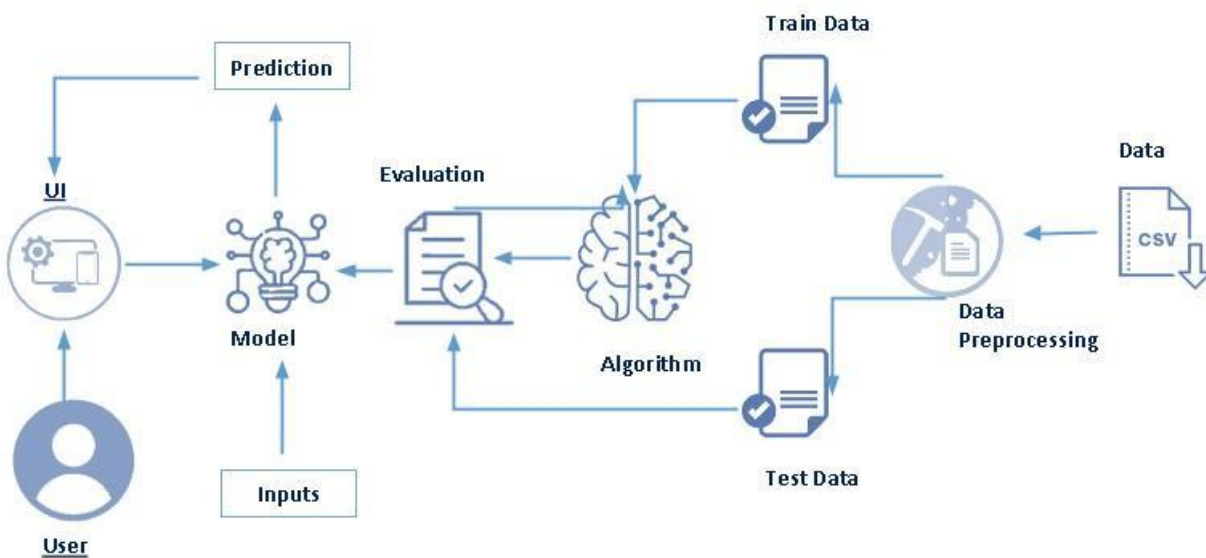 Train Data
Prediction
Data
Evaluation
UI
CSV
Model
Data
Preprocessing
Algorithm
Inputs
Test Data
User